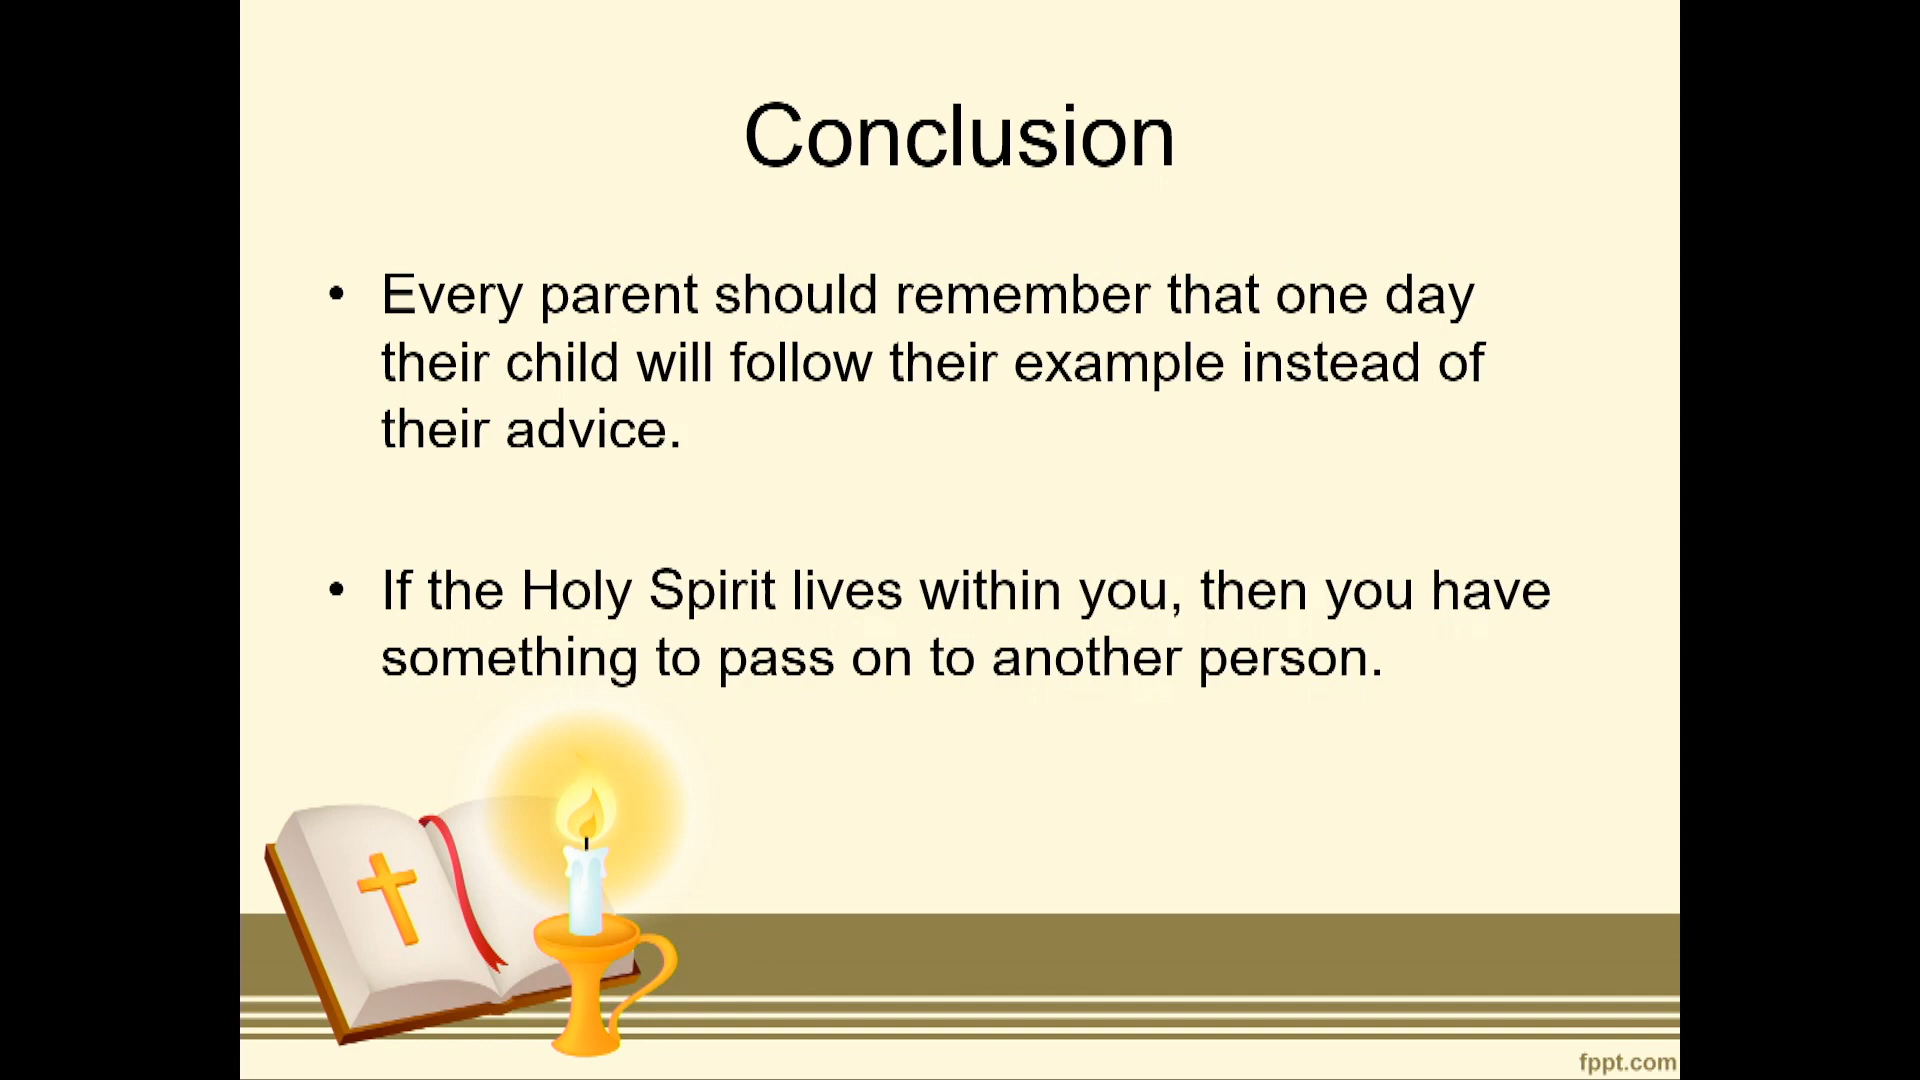 Conclusion
• Every parent should remember that one day
their child will follow their example instead of
their advice.
• If the Holy Spirit lives within you, then you have
something to pass on to another person.
fppt.com